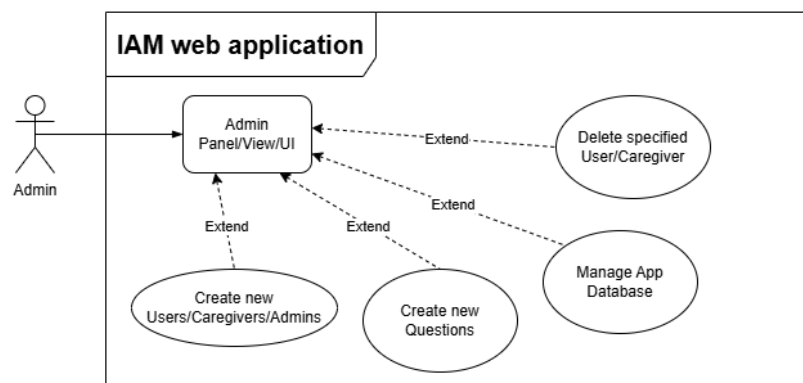 IAM web application
Admin
Panel/View/UI
Extend
Delete specified
User/Caregiver
Admin
Extend
Extend
Extend
Manage App
Database
Create new
Users/Caregivers/Admins
Create new
Questions